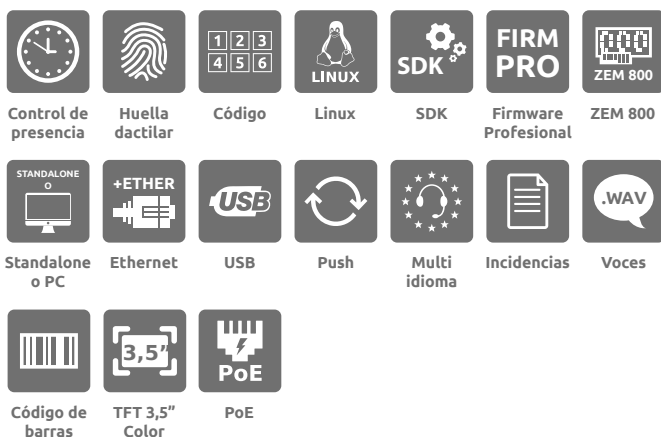 1 2 3
4 5 6
LINUX
SDK
FIRM
PRO
ZEM 800
Control de
presencia
Huella
dactilar
Código
Linux
SDK
Firmware
Profesional
ZEM 800
STANDALONE
O
+ETHER
USB
.WAV
Standalone
o PC
Ethernet
USB
Push
Multi
idioma
Incidencias
Voces
3,5”
PoE
Código de
barras
TFT 3,5”
Color
PoE